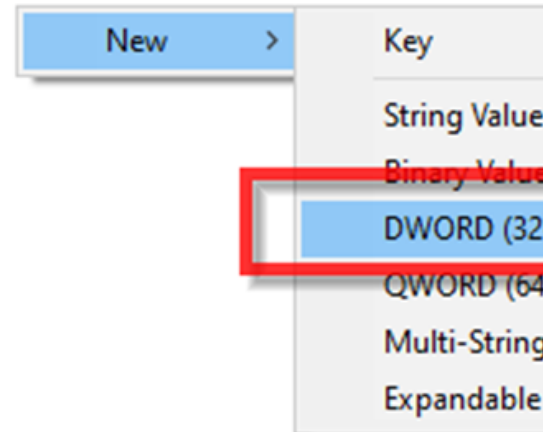 New
Key
String Value
Binary Value
DWORD (32
QWORD (64
Multi-String
Expandable